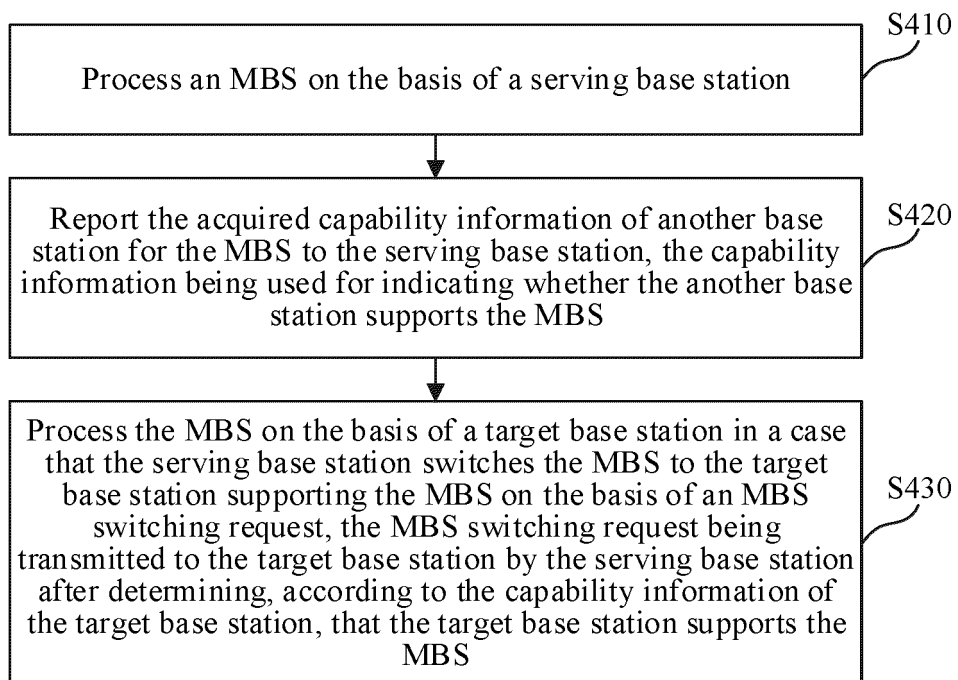 S410
Process an MBS on the basis of a serving base station
S420
Report the acquired capability information of another base
station for the MBS to the serving base station, the capability
information being used for indicating whether the another base
station supports the MBS
S430
Process the MBS on the basis of a target base station in a case
that the serving base station switches the MBS to the target
base station supporting the MBS on the basis of an MBS
switching request, the MBS switching request being
transmitted to the target base station by the serving base station
after determining, according to the capability information of
the target base station, that the target base station supports the
MBS